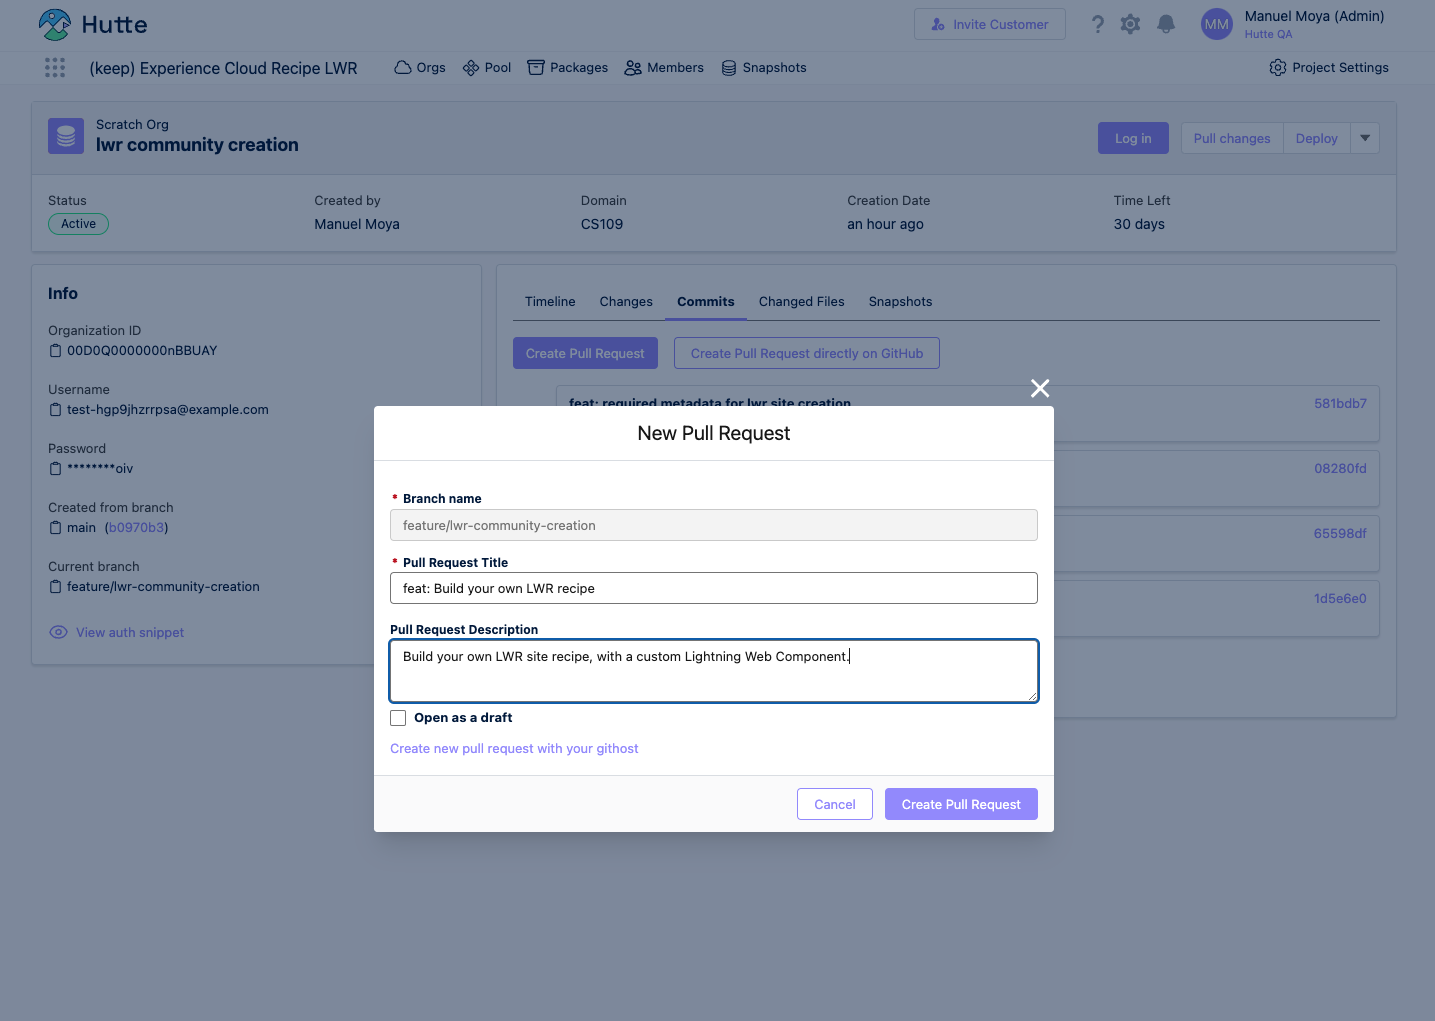 Hutte
Invite Customer
?
MM
Manuel Moya (Admin)
Hutte QA
(keep) Experience Cloud Recipe LWR
Orgs
Pool
Packages
Members
Snapshots
Project Settings
Scratch Org
lwr community creation
Log in
Pull changes
Deploy
Status
Created by
Domain
Creation Date
Time Left
Active
Manuel Moya
CS109
an hour ago
30 days
Info
Organization ID
00D0Q0000000nBBUAY
Username
test-hgp9jhzrrpsa@example.com
Password
********oiv
Created from branch
main (b0970b3)
Current branch
feature/lwr-community-creation
View auth snippet
Timeline
Changes
Commits
Changed Files
Snapshots
Create Pull Request
Create Pull Request directly on GitHub
feat: required metadata for lwr site creation
581bdb7
08280fd
65598df
1d5e6e0
New Pull Request
* Branch name
feature/lwr-community-creation
* Pull Request Title
feat: Build your own LWR recipe
Pull Request Description
Build your own LWR site recipe, with a custom Lightning Web Component.
Open as a draft
Create new pull request with your githost
Cancel
Create Pull Request